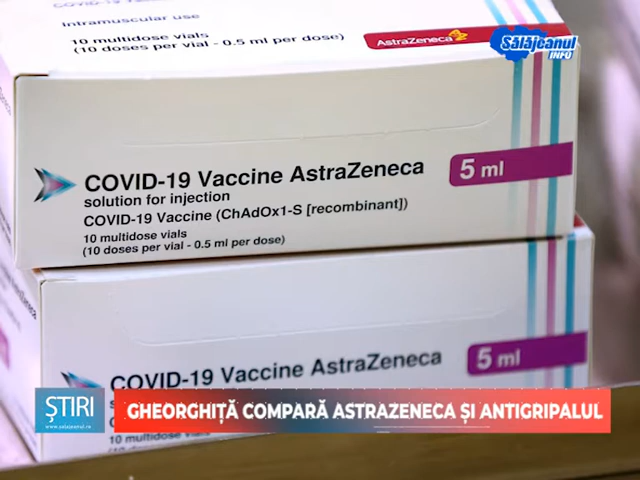 Intramuscular use
10 multidose vials
(10 doses per vial - 0.5 ml per dose)
AstraZeneca
Sălăjeanul
INFO
COVID-19 Vaccine AstraZeneca
5 ml
solution for injection
COVID-19 Vaccine (ChAdOx1-S [recombinant])
10 multidose vials
(10 doses per vial - 0.5 ml per dose)
COVID-19 Vaccine AstraZeneca
5 ml
ȘTIRI
www.salajeanul.ro
GHEORGHIȚĂ COMPARĂ ASTRAZENECA ȘI ANTIGRIPALUL
10 multidose vials